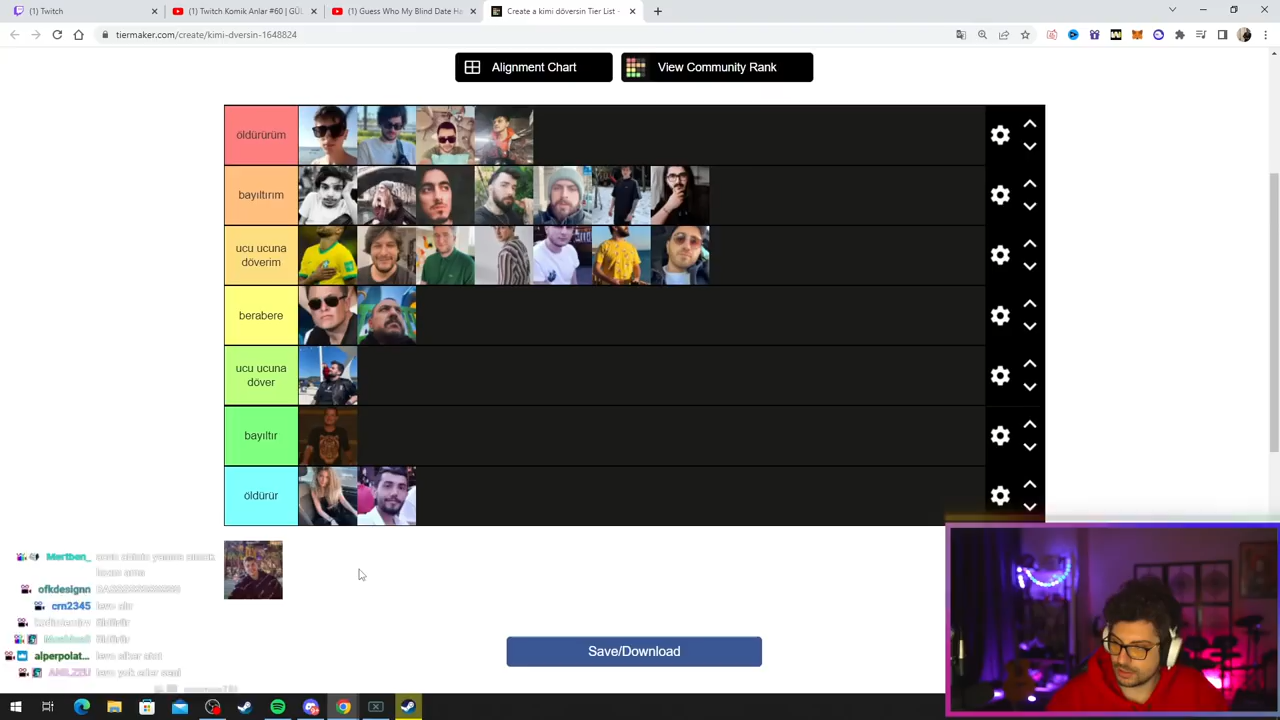 (1) Twitch
(1) Twitch Komik Anlar #60 | GÜL
(1) Guess Who My Blind Date Ha
Create a kimi döversin Tier List -
tiermaker.com/create/kimi-dversin-1648824
Alignment Chart
View Community Rank
öldürürüm
bayıltırım
ucu ucuna
döverim
berabere
ucu ucuna
döver
bayıltır
öldürür
Mertben_
ofkdesignn
crn2345
alperpolat...
Save/Download